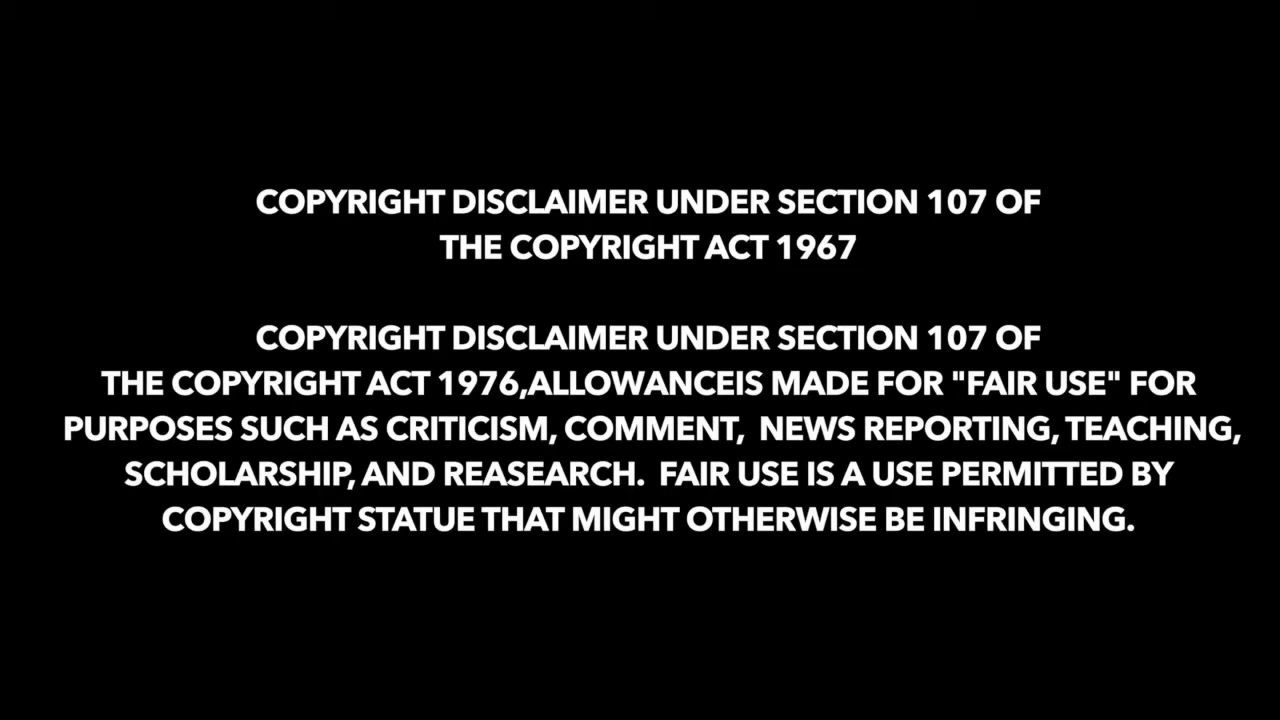 COPYRIGHT DISCLAIMER UNDER SECTION 107 OF
THE COPYRIGHT ACT 1967
COPYRIGHT DISCLAIMER UNDER SECTION 107 OF
THE COPYRIGHT ACT 1976,ALLOWANCEIS MADE FOR "FAIR USE" FOR
PURPOSES SUCH AS CRITICISM, COMMENT,  NEWS REPORTING, TEACHING,
SCHOLARSHIP, AND REASEARCH.  FAIR USE IS A USE PERMITTED BY
COPYRIGHT STATUE THAT MIGHT OTHERWISE BE INFRINGING.